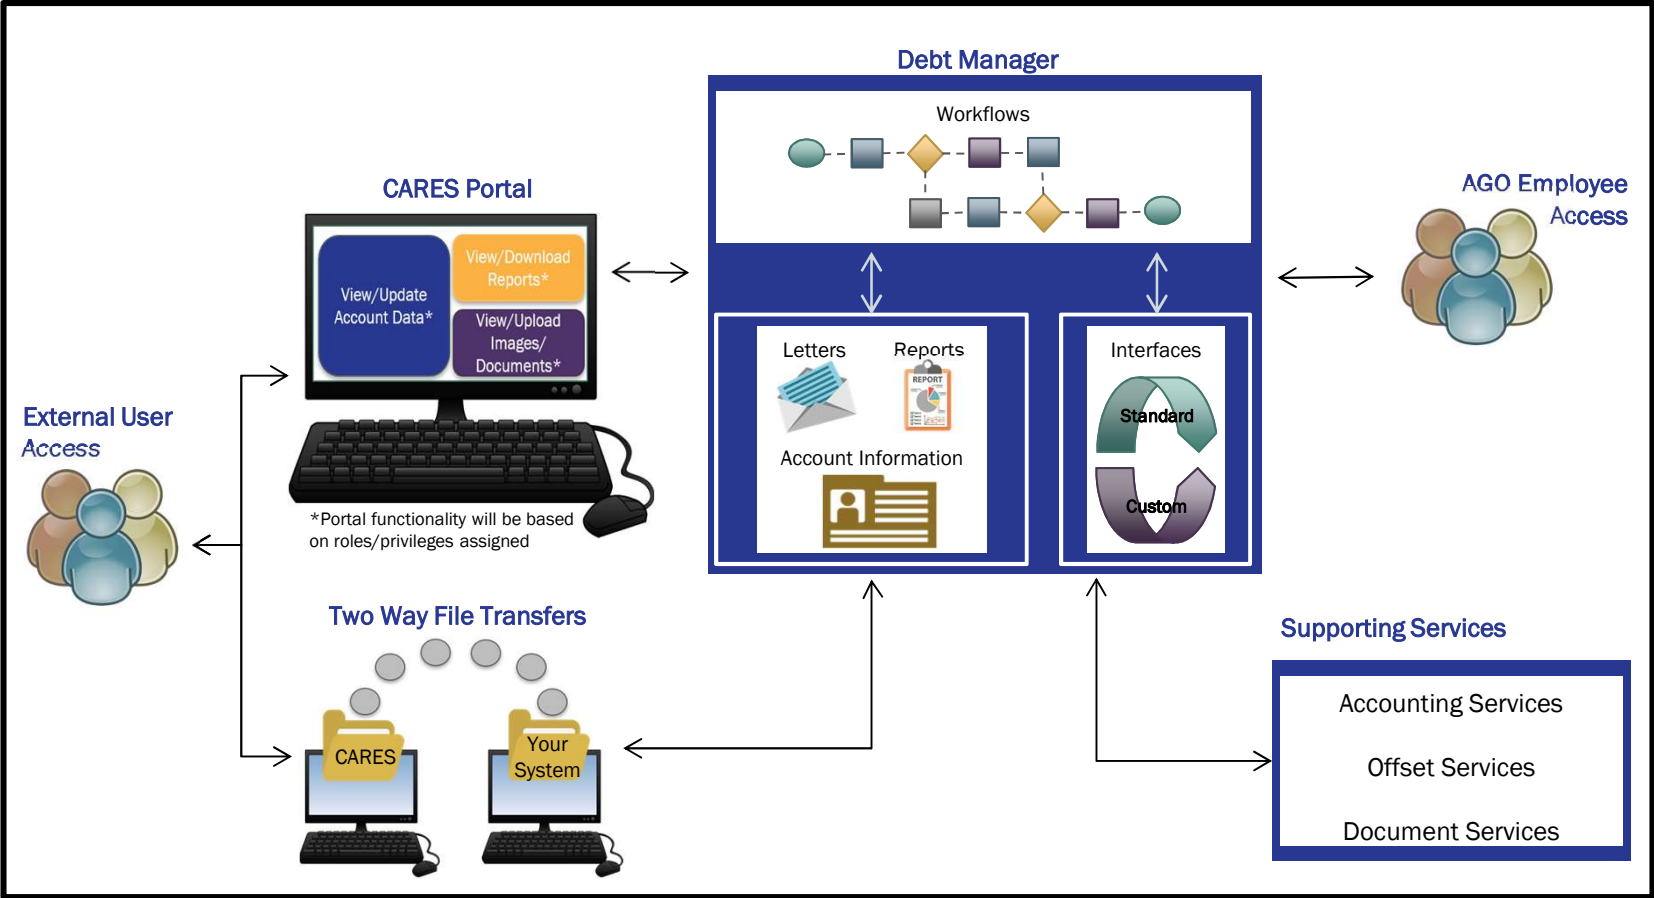 Debt Manager
Workflows
CARES Portal
View/Update
Account Data*
View/Download
Reports*
View/Upload
Images/
Documents*
*Portal functionality will be based
on roles/privileges assigned
AGO Employee
Access
External User
Access
Letters
Reports
REPORT
Account Information
Interfaces
Standard
Custom
Two Way File Transfers
CARES
Your
System
Supporting Services
Accounting Services
Offset Services
Document Services